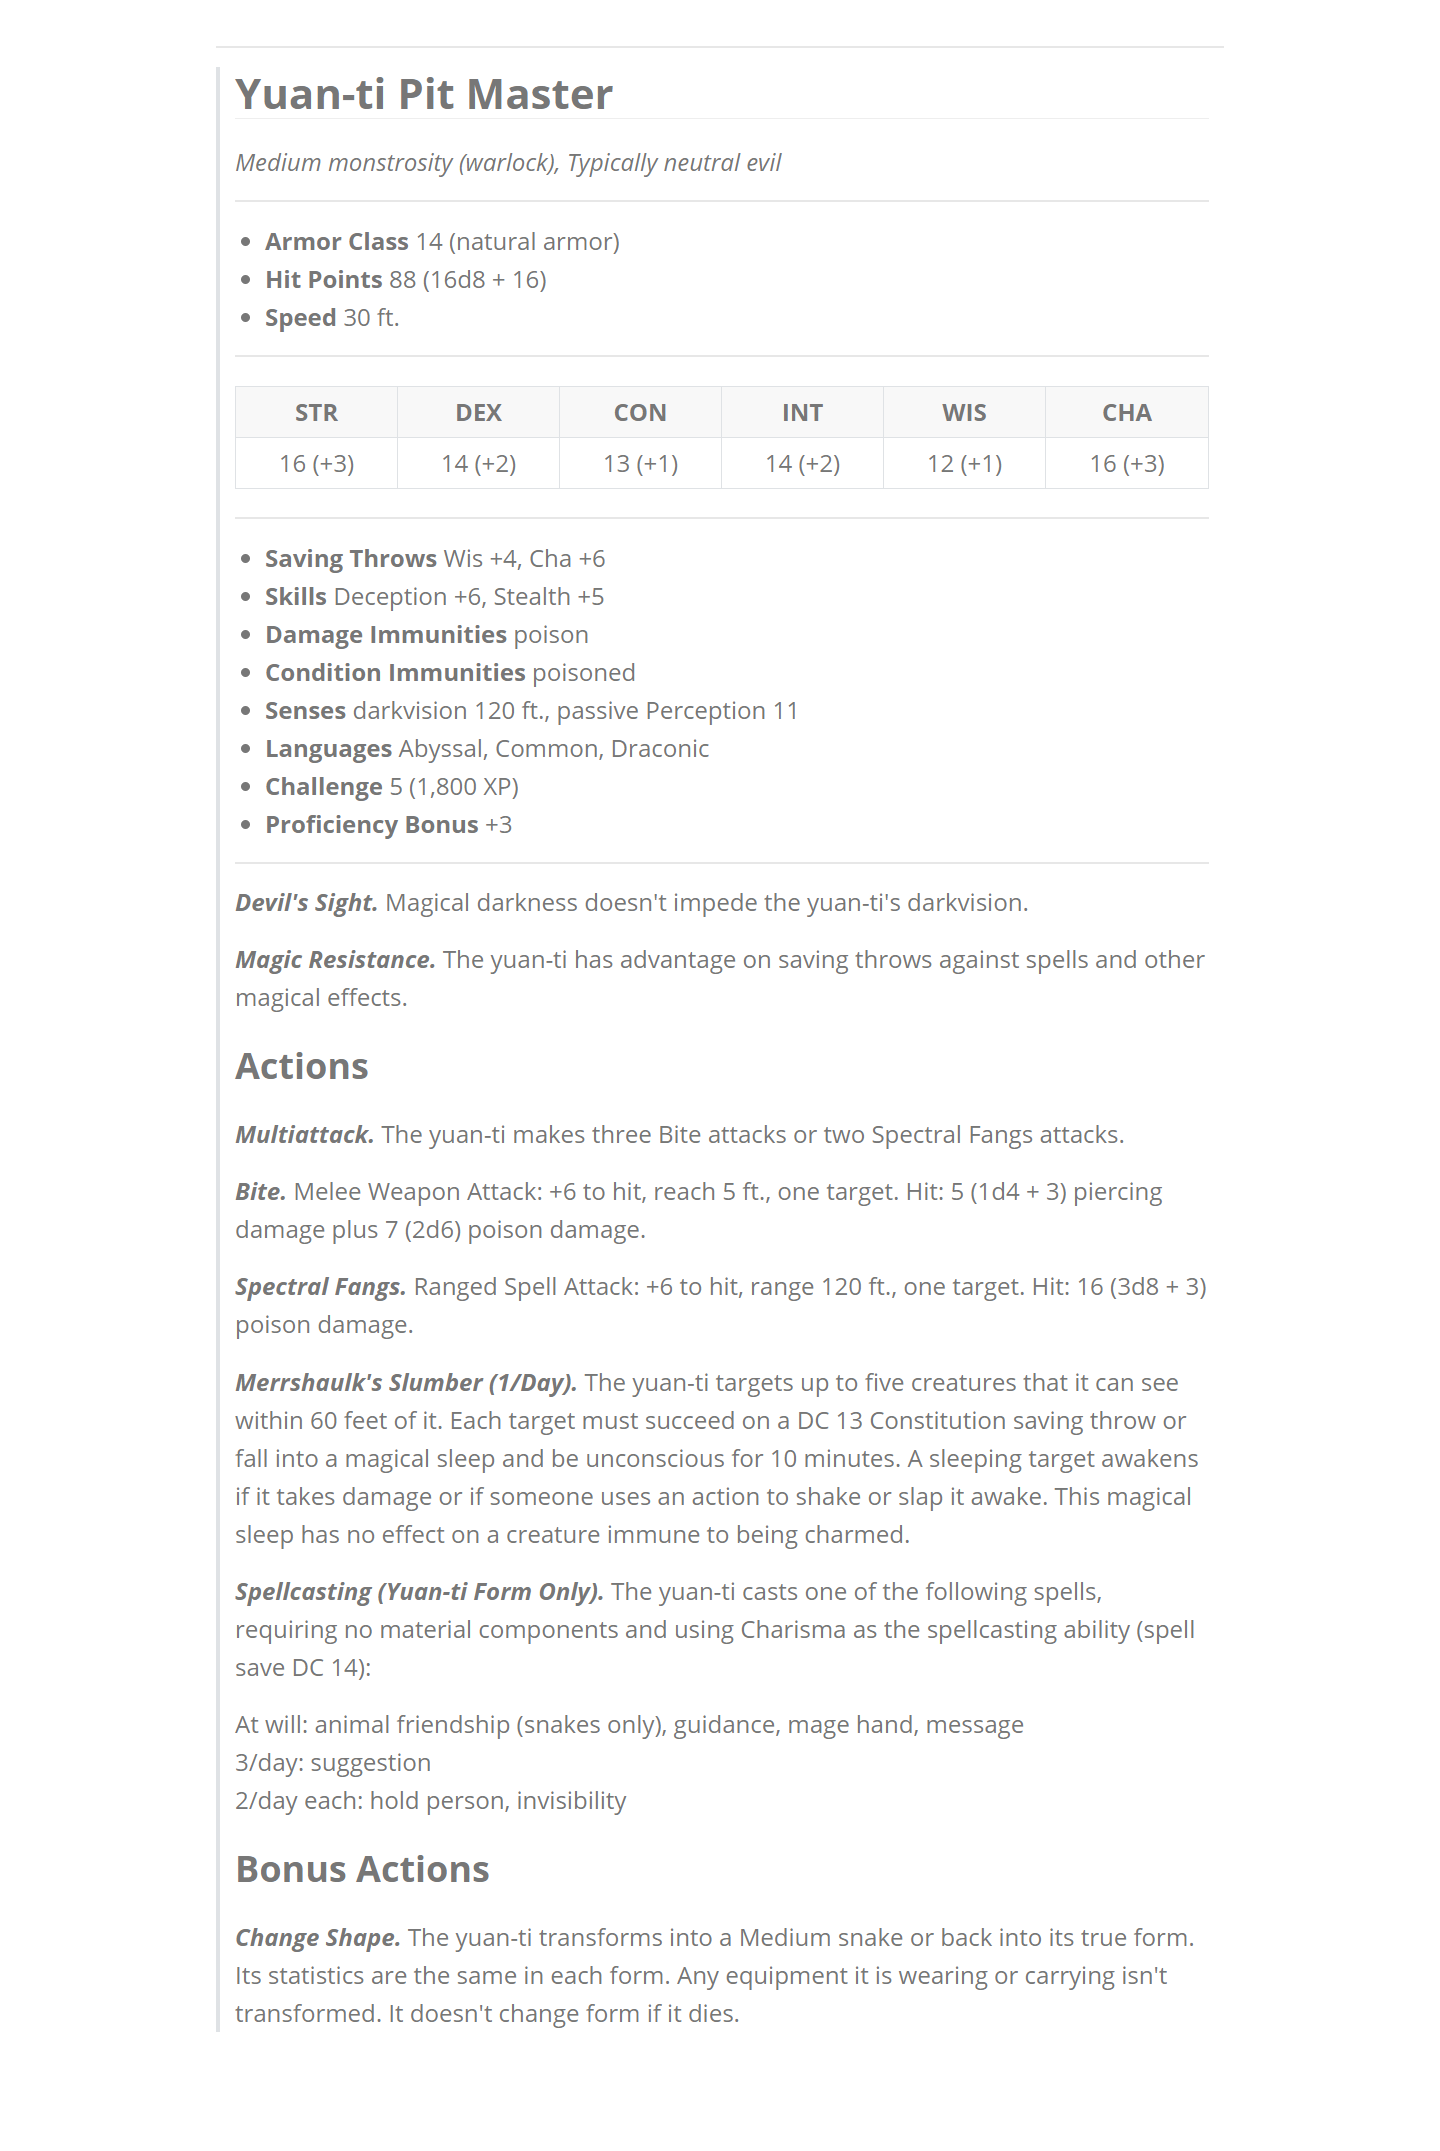 Yuan-ti Pit Master
Medium monstrosity (warlock), Typically neutral evil
• Armor Class 14 (natural armor)
• Hit Points 88 (16d8 + 16)
• Speed 30 ft.
STR DEX CON INT WIS CHA
16 (+3) 14 (+2) 13 (+1) 14 (+2) 12 (+1) 16 (+3)
• Saving Throws Wis +4, Cha +6
• Skills Deception +6, Stealth +5
• Damage Immunities poison
• Condition Immunities poisoned
• Senses darkvision 120 ft., passive Perception 11
• Languages Abyssal, Common, Draconic
• Challenge 5 (1,800 XP)
• Proficiency Bonus +3
Devil's Sight. Magical darkness doesn't impede the yuan-ti's darkvision.
Magic Resistance. The yuan-ti has advantage on saving throws against spells and other
magical effects.
Actions
Multiattack. The yuan-ti makes three Bite attacks or two Spectral Fangs attacks.
Bite. Melee Weapon Attack: +6 to hit, reach 5 ft., one target. Hit: 5 (1d4 + 3) piercing
damage plus 7 (2d6) poison damage.
Spectral Fangs. Ranged Spell Attack: +6 to hit, range 120 ft., one target. Hit: 16 (3d8 + 3)
poison damage.
Merrshaulk's Slumber (1/Day). The yuan-ti targets up to five creatures that it can see
within 60 feet of it. Each target must succeed on a DC 13 Constitution saving throw or
fall into a magical sleep and be unconscious for 10 minutes. A sleeping target awakens
if it takes damage or if someone uses an action to shake or slap it awake. This magical
sleep has no effect on a creature immune to being charmed.
Spellcasting (Yuan-ti Form Only). The yuan-ti casts one of the following spells,
requiring no material components and using Charisma as the spellcasting ability (spell
save DC 14):
At will: animal friendship (snakes only), guidance, mage hand, message
3/day: suggestion
2/day each: hold person, invisibility
Bonus Actions
Change Shape. The yuan-ti transforms into a Medium snake or back into its true form.
Its statistics are the same in each form. Any equipment it is wearing or carrying isn't
transformed. It doesn't change form if it dies.